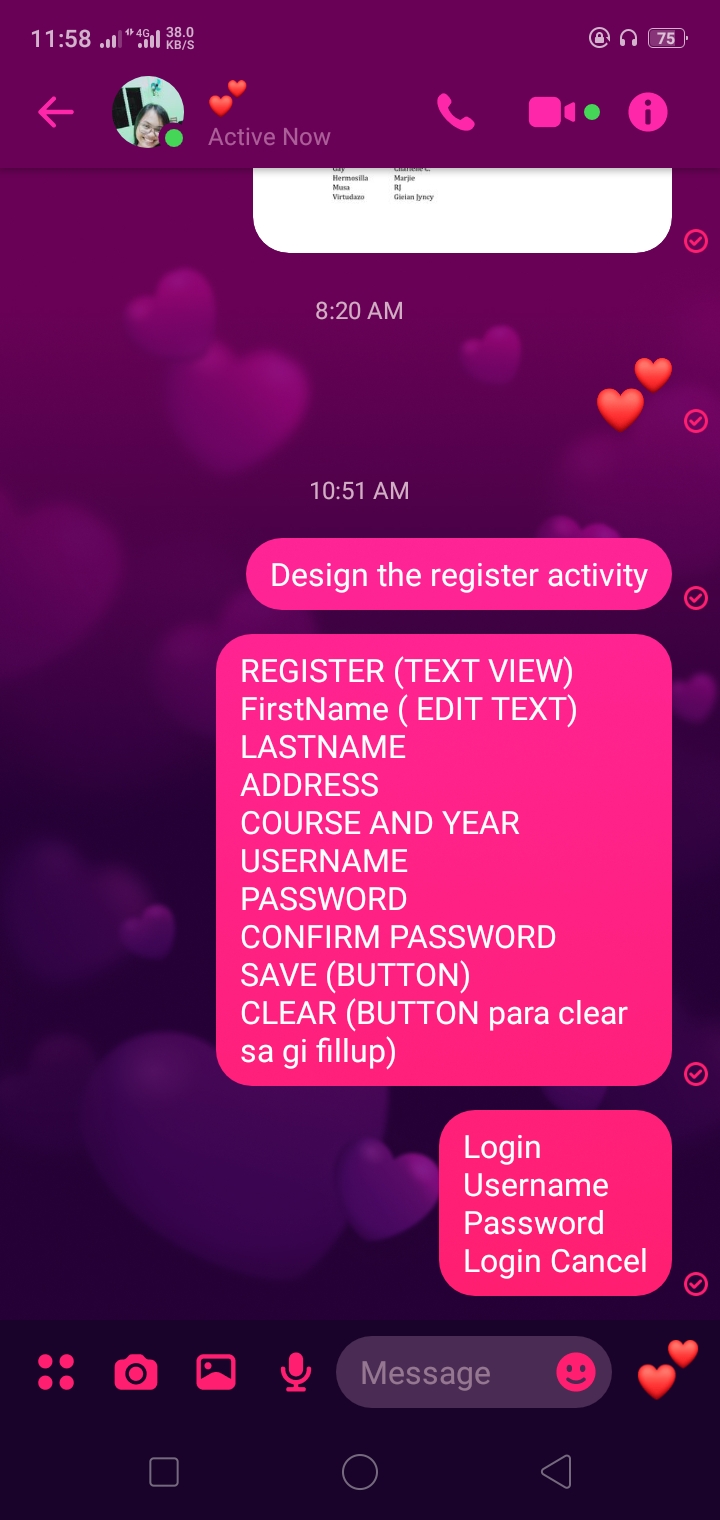 11:58 4G 38.0 KB/S 75
Active Now
Hermosilla Marjie
Musa RJ
Virtudazo Gieian Jyncy
8:20 AM
10:51 AM
Design the register activity
REGISTER (TEXT VIEW)
FirstName ( EDIT TEXT)
LASTNAME
ADDRESS
COURSE AND YEAR
USERNAME
PASSWORD
CONFIRM PASSWORD
SAVE (BUTTON)
CLEAR (BUTTON para clear
sa gi fillup)
Login
Username
Password
Login Cancel
Message